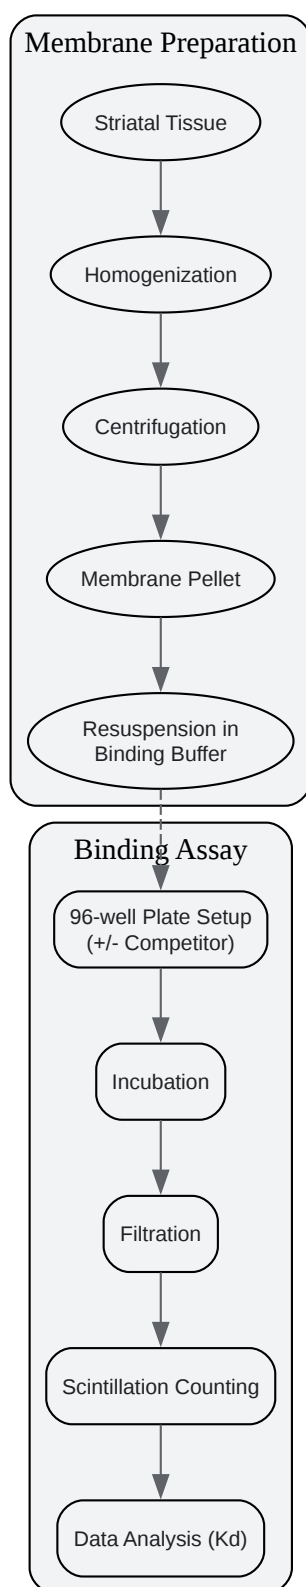 Membrane Preparation
Striatal Tissue
Homogenization
Centrifugation
Membrane Pellet
Resuspension in
Binding Buffer
Binding Assay
96-well Plate Setup
(+/- Competitor)
Incubation
Filtration
Scintillation Counting
Data Analysis (Kd)